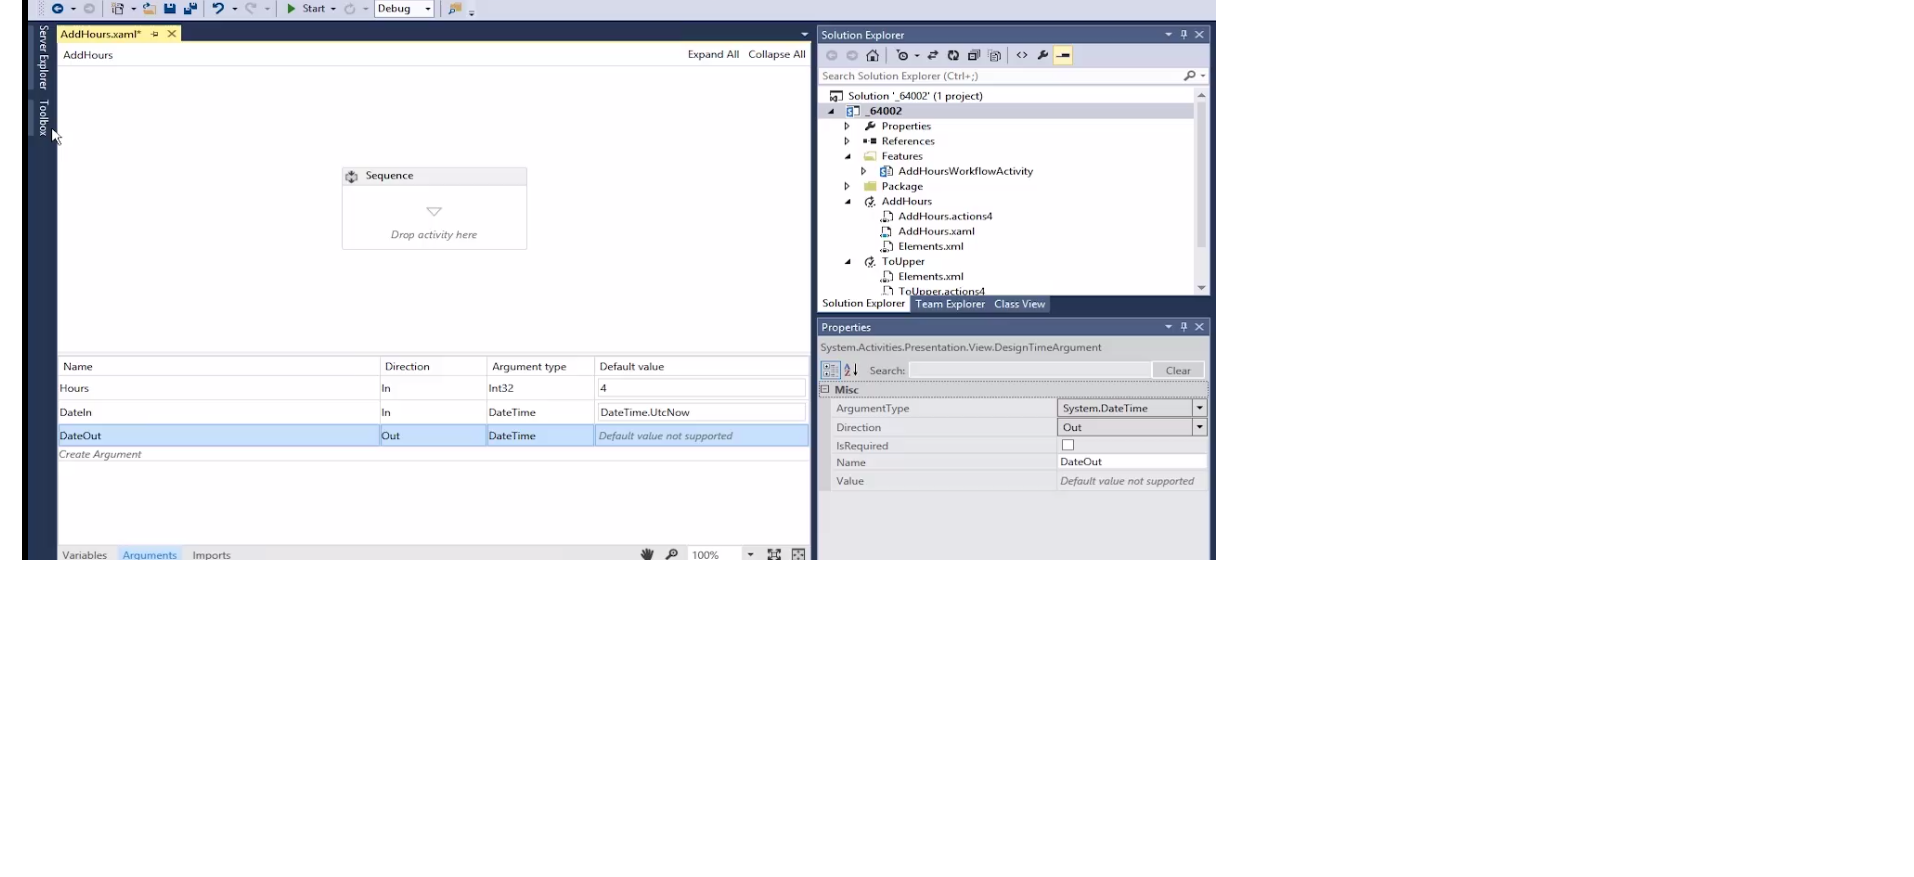 Start Debug
Server Explorer
Toolbox
AddHours.xaml*
AddHours Expand All Collapse All
Sequence
Drop activity here
Name Direction Argument type Default value
Hours In Int32 4
DateIn In DateTime DateTime.UtcNow
DateOut Out DateTime Default value not supported
Create Argument
Variables Arguments Imports 100%
Solution Explorer
Search Solution Explorer (Ctrl+;)
Solution '_64002' (1 project)
_64002
Properties
References
Features
AddHoursWorkflowActivity
Package
AddHours
AddHours.actions4
AddHours.xaml
Elements.xml
ToUpper
Elements.xml
ToUpper.actions4
Solution Explorer Team Explorer Class View
Properties
System.Activities.Presentation.View.DesignTimeArgument
Search: Clear
Misc
ArgumentType System.DateTime
Direction Out
IsRequired
Name DateOut
Value Default value not supported